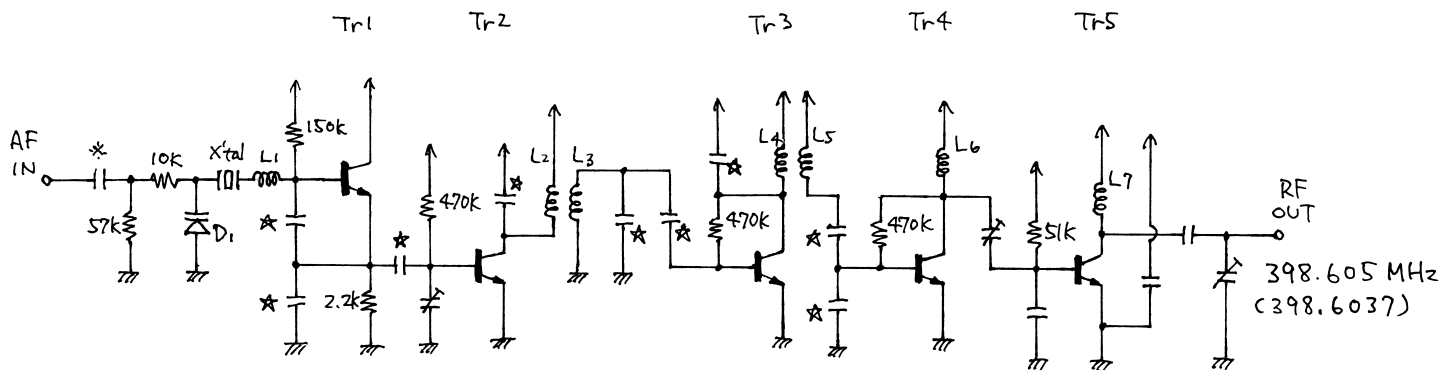 Tr1 Tr2 Tr3 Tr4 Tr5
AF
IN
※
10K
X'tal
L1
150K
57K
D1
☆
☆
2.2K
☆
470K
☆
L2
L3
☆
☆
☆
470K
L4
L5
☆
☆
470K
L6
51K
L7
RF
OUT
398.605 MHz
(398.6037)